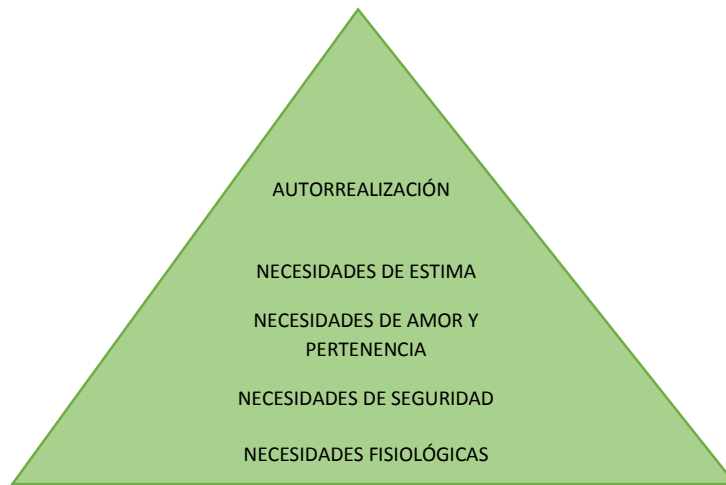 AUTORREALIZACIÓN
NECESIDADES DE ESTIMA
NECESIDADES DE AMOR Y
PERTENENCIA
NECESIDADES DE SEGURIDAD
NECESIDADES FISIOLÓGICAS